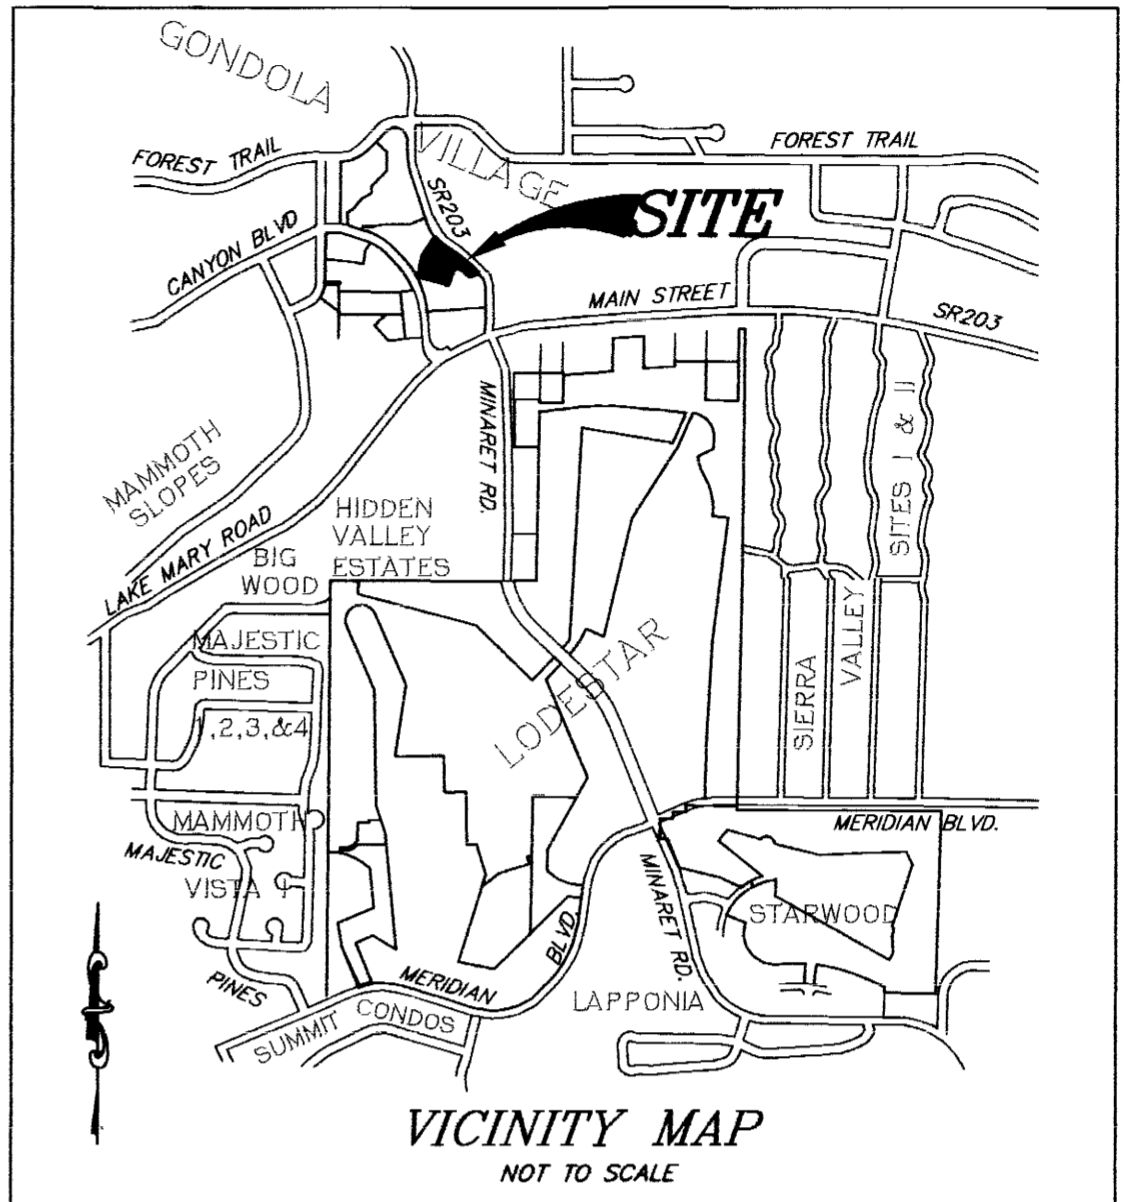 GONDOLA
VILLAGE
FOREST TRAIL
FOREST TRAIL
SR203
SITE
CANYON BLVD
MAIN STREET
SR203
MINARET RD.
MAMMOTH
SLOPES
LAKE MARY ROAD
HIDDEN
VALLEY
ESTATES
BIG
WOOD
SITES I & II
SIERRA
VALLEY
MAJESTIC
PINES
1,2,3,&4
LODESTAR
MAMMOTH
VISTA I
MAJESTIC
PINES
MERIDIAN BLVD.
MINARET RD.
STARWOOD
MERIDIAN
BLVD.
LAPPONIA
SUMMIT CONDOS
VICINITY MAP
NOT TO SCALE